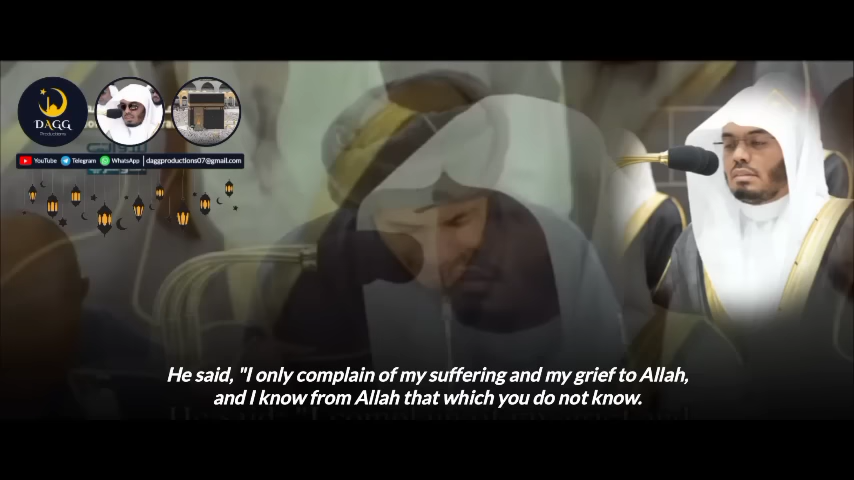 DAGG
Productions
YouTube Telegram WhatsApp daggproductions07@gmail.com
He said, "I only complain of my suffering and my grief to Allah,
and I know from Allah that which you do not know.